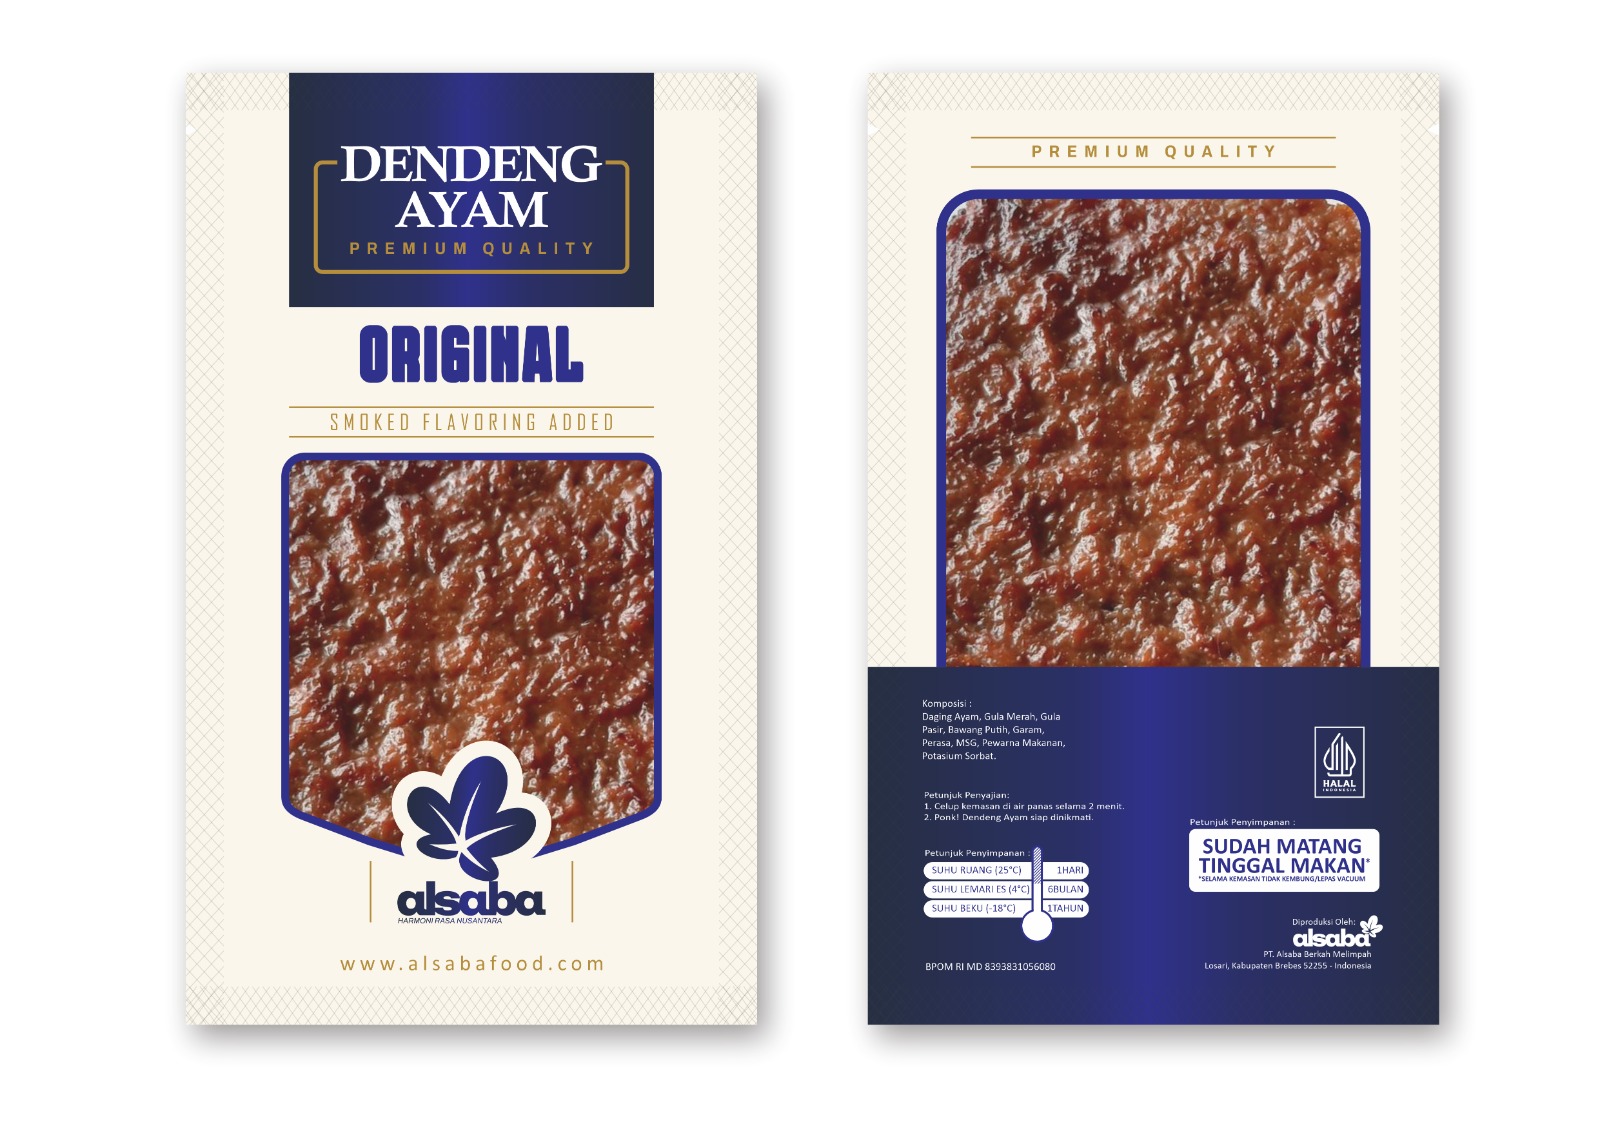 DENDENG
AYAM
PREMIUM QUALITY
ORIGINAL
SMOKED FLAVORING ADDED
alsaba
HARMONI RASA NUSANTARA
www.alsabafood.com
PREMIUM QUALITY
Komposisi :
Daging Ayam, Gula Merah, Gula
Pasir, Bawang Putih, Garam,
Perasa, MSG, Pewarna Makanan,
Potasium Sorbat.
Petunjuk Penyajian:
1. Celup kemasan di air panas selama 2 menit.
2. Ponk! Dendeng Ayam siap dinikmati.
Petunjuk Penyimpanan :
SUHU RUANG (25°C) 1HARI
SUHU LEMARI ES (4°C) 6BULAN
SUHU BEKU (-18°C) 1TAHUN
BPOM RI MD 8393831056080
HALAL
INDONESIA
Petunjuk Penyimpanan :
SUDAH MATANG
TINGGAL MAKAN*
*SELAMA KEMASAN TIDAK KEMBUNG/LEPAS VACUUM
Diproduksi Oleh:
alsaba
PT. Alsaba Berkah Melimpah
Losari, Kabupaten Brebes 52255 - Indonesia